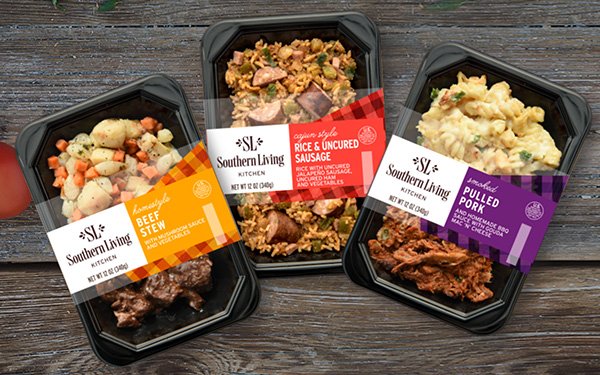 SL
Southern Living
KITCHEN
NET WT 12 OZ (340g)
homestyle
BEEF
STEW
WITH MUSHROOM SAUCE
AND VEGETABLES
SL
Southern Living
KITCHEN
NET WT 12 OZ (340g)
cajun style
RICE & UNCURED
SAUSAGE
RICE WITH UNCURED
JALAPEÑO SAUSAGE,
UNCURED HAM
AND VEGETABLES
SL
Southern Living
KITCHEN
NET WT 12 OZ (340g)
smoked
PULLED
PORK
AND HOMEMADE BBQ
SAUCE WITH GOUDA
MAC 'N' CHEESE